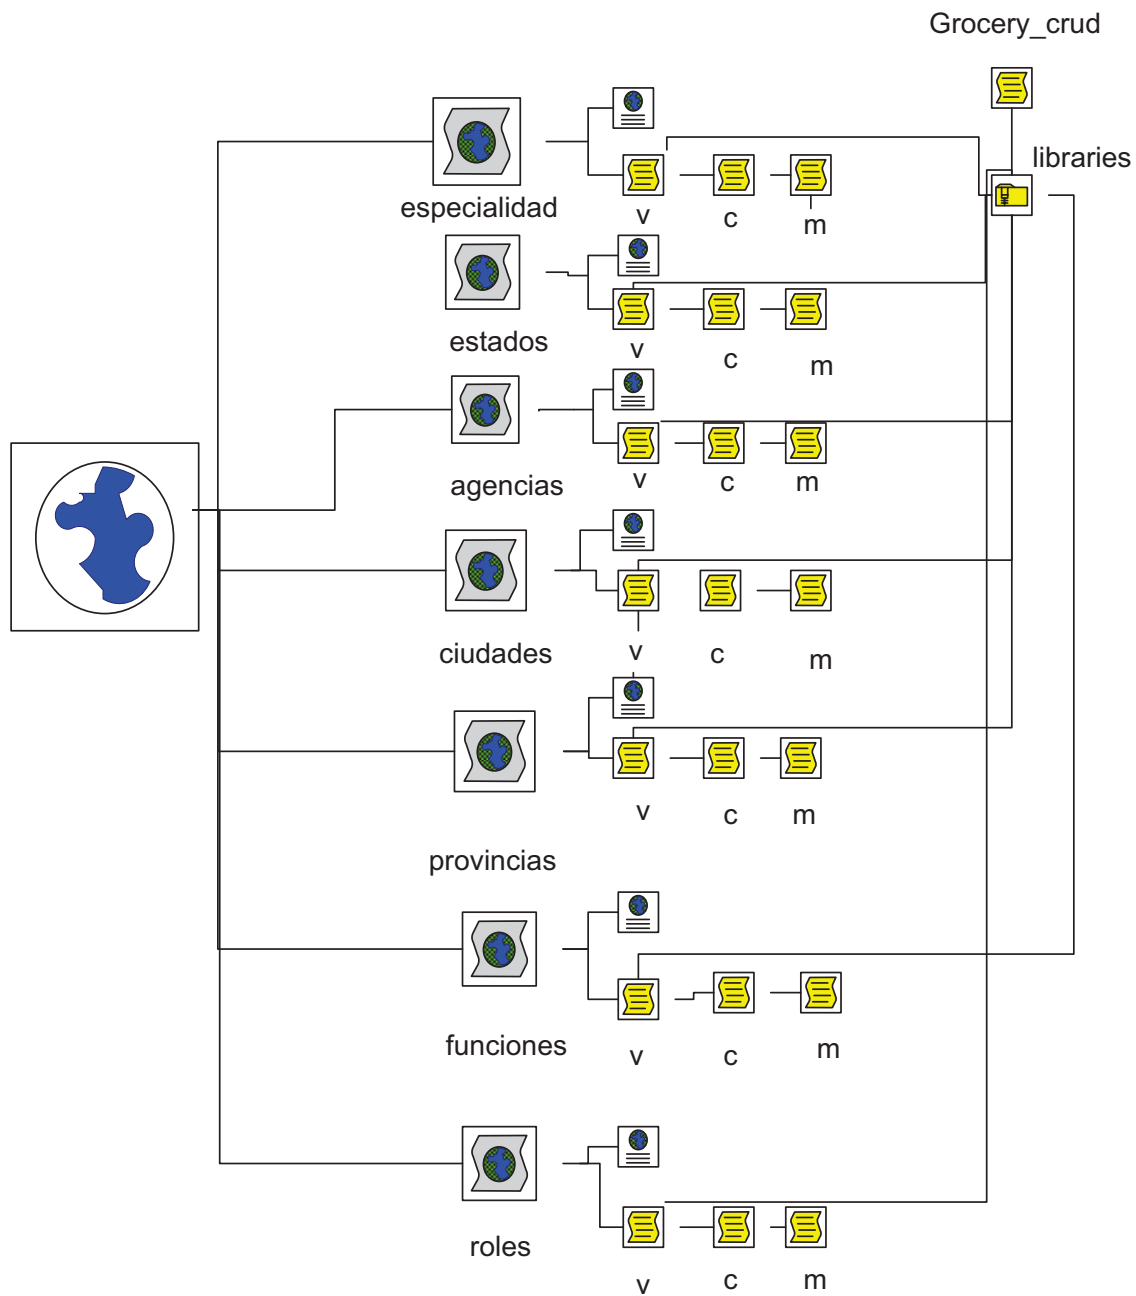 Grocery_crud
libraries
especialidad
v
c
m
estados
v
c
m
agencias
v
c
m
ciudades
v
c
m
v
c
m
provincias
funciones
v
c
m
roles
v
c
m